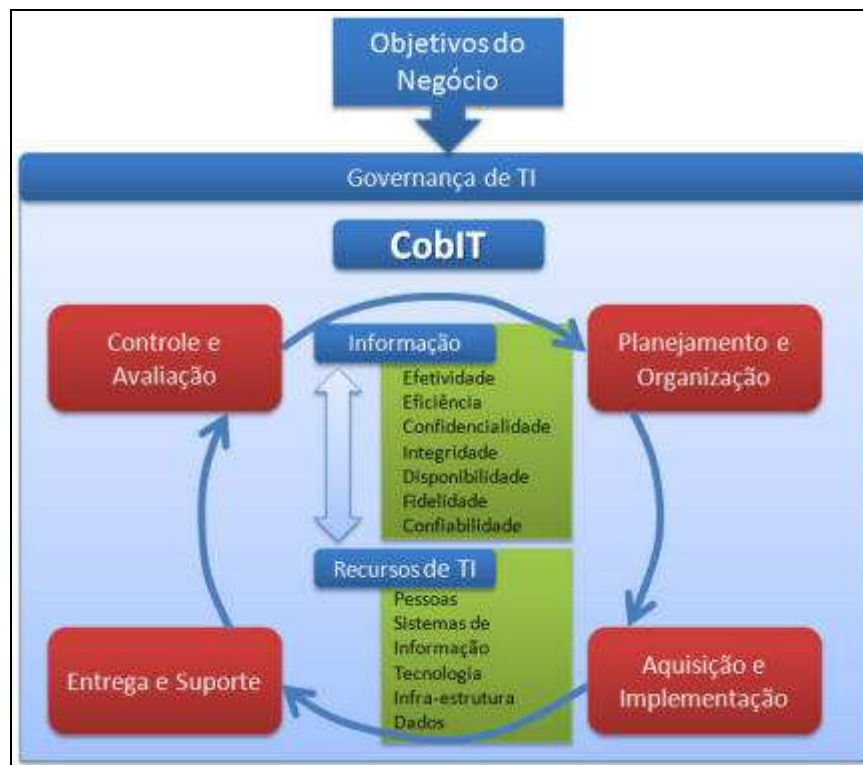 Objetivos do
Negócio
Governança de TI
CobIT
Controle e
Avaliação
Informação
Efetividade
Eficiência
Confidencialidade
Integridade
Disponibilidade
Fidelidade
Confiabilidade
Planejamento e
Organização
Recursos de TI
Pessoas
Sistemas de
Informação
Tecnologia
Infra-estrutura
Dados
Entrega e Suporte
Aquisição e
Implementação